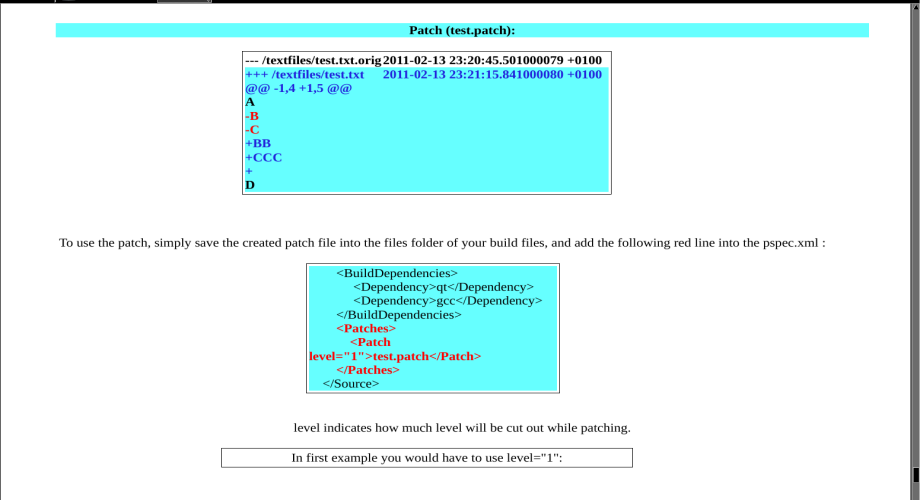 Patch (test.patch):
--- /textfiles/test.txt.orig 2011-02-13 23:20:45.501000079 +0100
+++ /textfiles/test.txt 2011-02-13 23:21:15.841000080 +0100
@@ -1,4 +1,5 @@
A
-B
-C
+BB
+CCC
+
D
To use the patch, simply save the created patch file into the files folder of your build files, and add the following red line into the pspec.xml :
<BuildDependencies>
<Dependency>qt</Dependency>
<Dependency>gcc</Dependency>
</BuildDependencies>
<Patches>
<Patch
level="1">test.patch</Patch>
</Patches>
</Source>
level indicates how much level will be cut out while patching.
In first example you would have to use level="1":